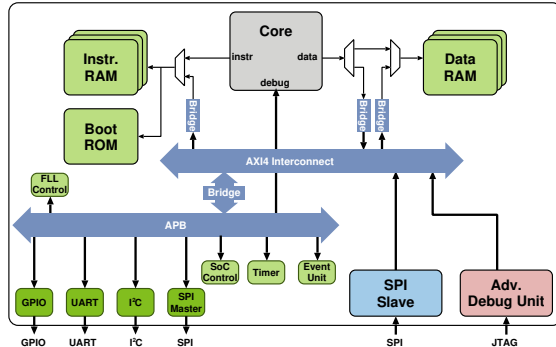 Core
instr
data
debug
Instr.
RAM
Data
RAM
Boot
ROM
Bridge
Bridge
Bridge
AXI4 Interconnect
FLL
Control
Bridge
APB
GPIO
UART
I²C
SPI
Master
SoC
Control
Timer
Event
Unit
SPI
Slave
Adv.
Debug Unit
GPIO
UART
I²C
SPI
SPI
JTAG